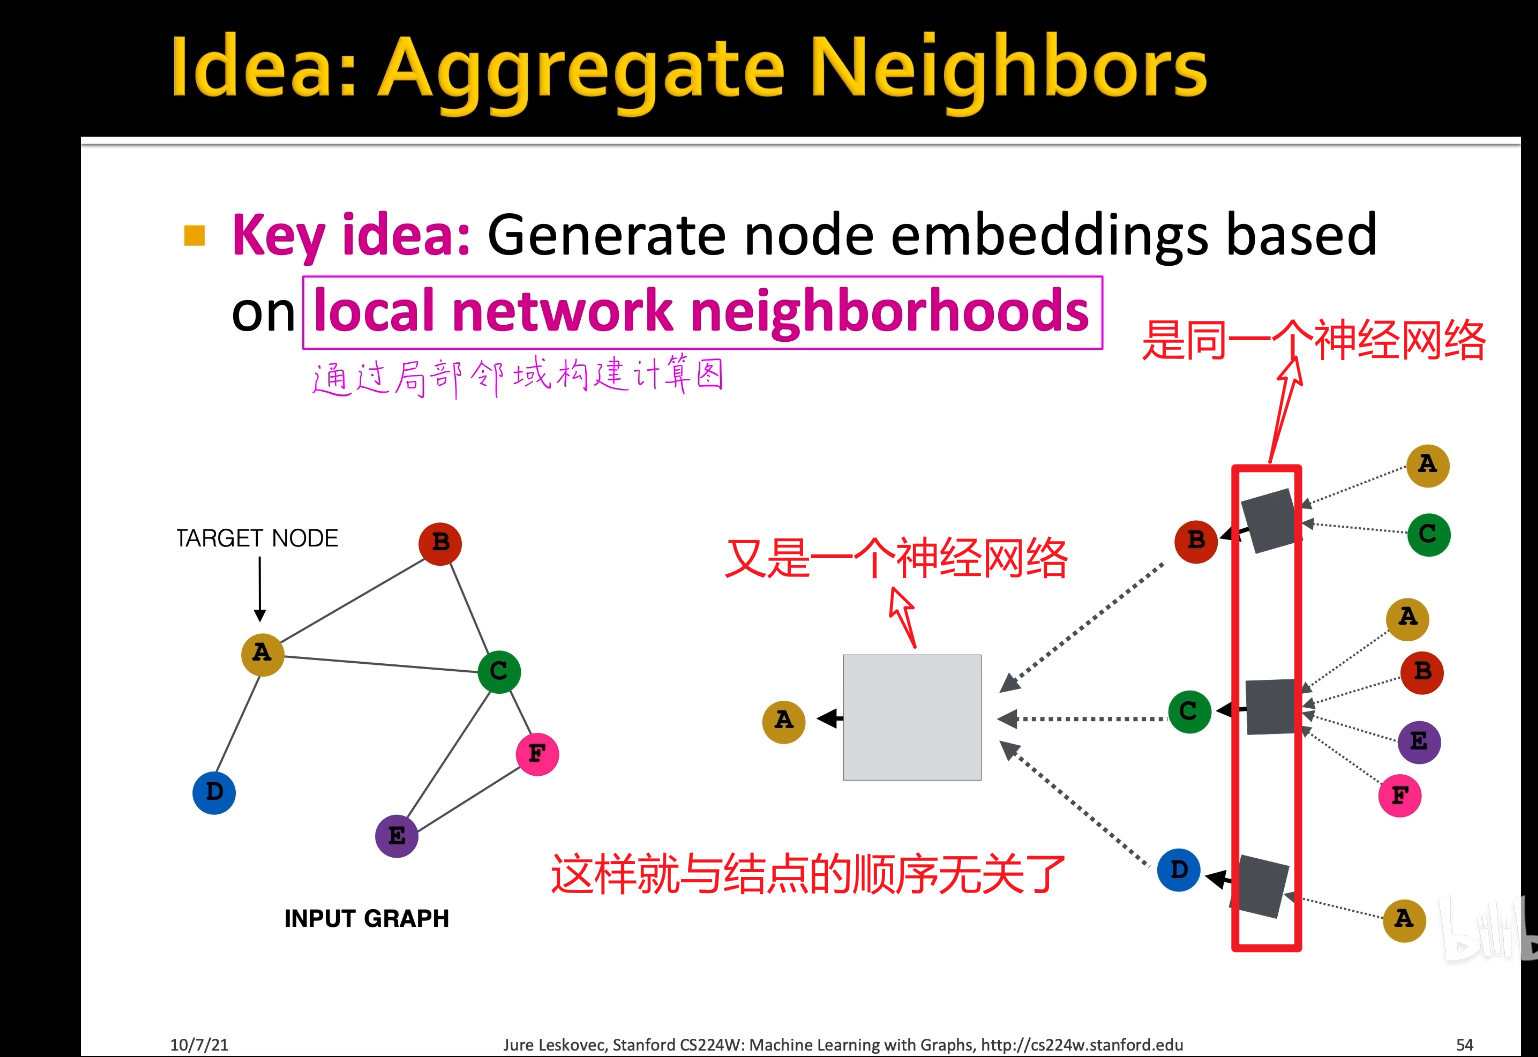 Idea: Aggregate Neighbors
Key idea: Generate node embeddings based
on local network neighborhoods
是同一个神经网络
通过局部邻域构建计算图
TARGET NODE
B
A
C
F
D
E
INPUT GRAPH
又是一个神经网络
A
B
C
D
A
C
A
B
E
F
A
这样就与结点的顺序无关了
10/7/21
Jure Leskovec, Stanford CS224W: Machine Learning with Graphs, http://cs224w.stanford.edu
54